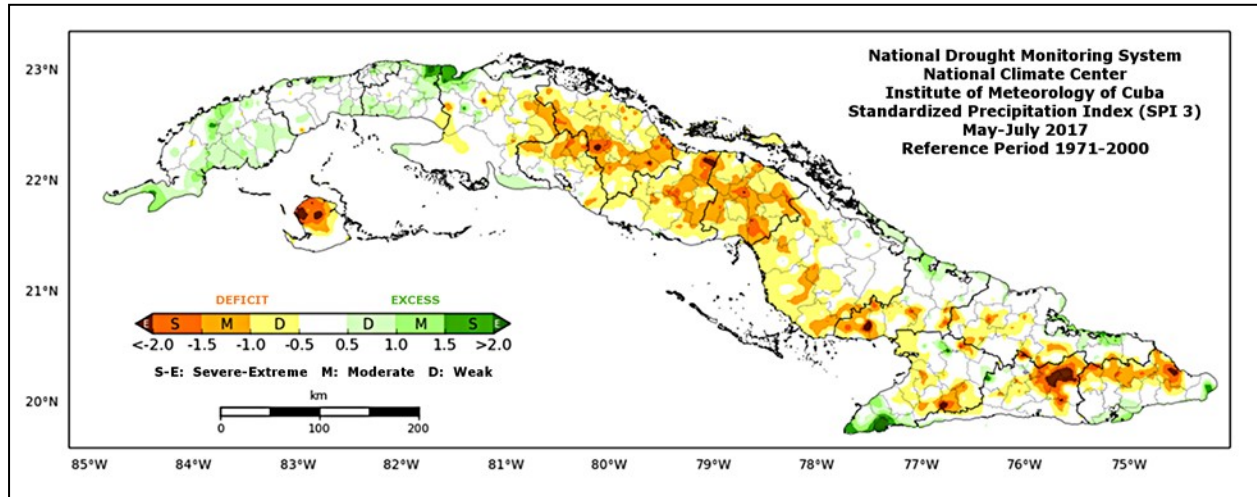 National Drought Monitoring System
National Climate Center
Institute of Meteorology of Cuba
Standardized Precipitation Index (SPI 3)
May-July 2017
Reference Period 1971-2000
23°N
22°N
21°N
20°N
DEFICIT EXCESS
E S M D D M S E
<-2.0 -1.5 -1.0 -0.5 0.5 1.0 1.5 >2.0
S-E: Severe-Extreme M: Moderate D: Weak
km
0 100 200
85°W 84°W 83°W 82°W 81°W 80°W 79°W 78°W 77°W 76°W 75°W